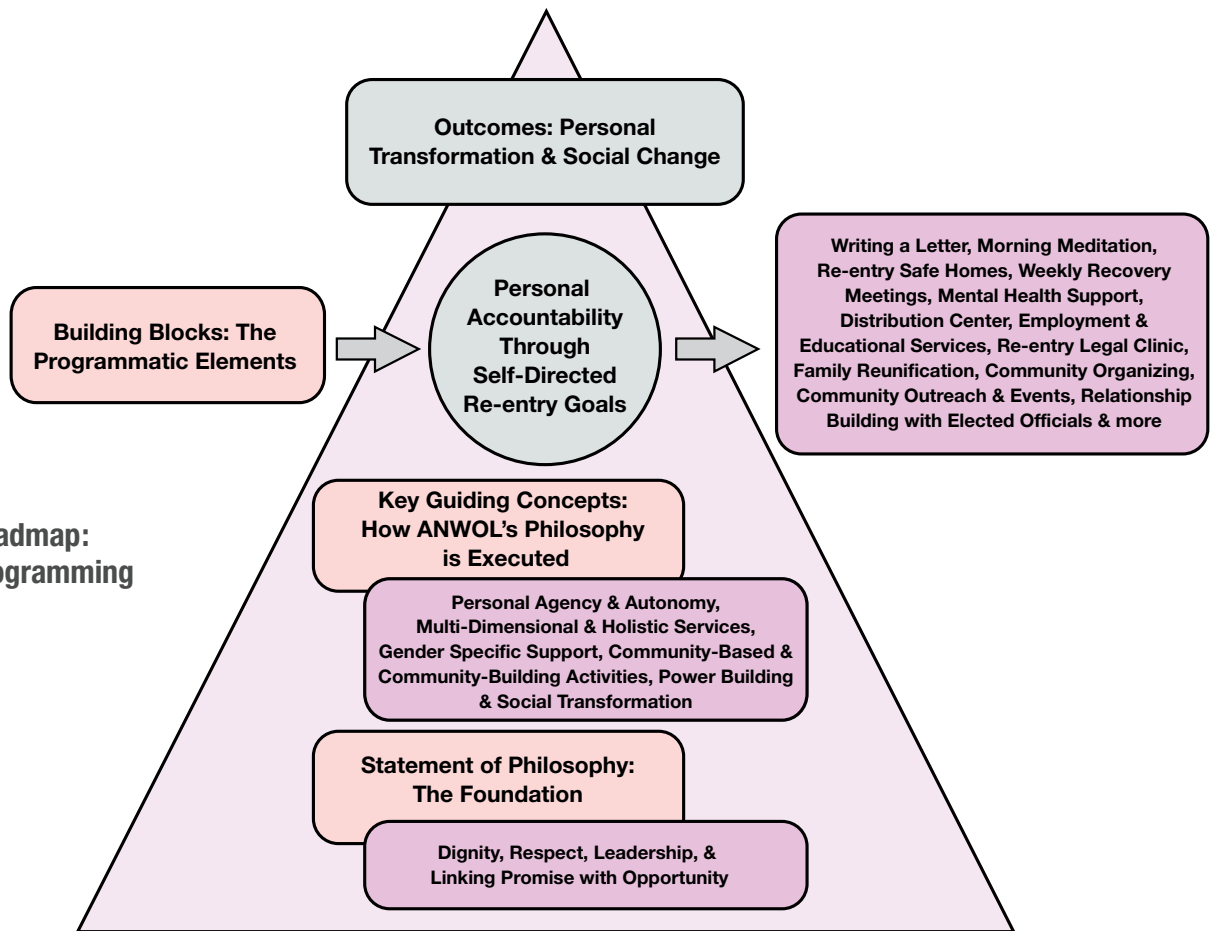 Outcomes: Personal
Transformation & Social Change
Building Blocks: The
Programmatic Elements
Personal
Accountability
Through
Self-Directed
Re-entry Goals
Writing a Letter, Morning Meditation,
Re-entry Safe Homes, Weekly Recovery
Meetings, Mental Health Support,
Distribution Center, Employment &
Educational Services, Re-entry Legal Clinic,
Family Reunification, Community Organizing,
Community Outreach & Events, Relationship
Building with Elected Officials & more
Key Guiding Concepts:
How ANWOL’s Philosophy
is Executed
Personal Agency & Autonomy,
Multi-Dimensional & Holistic Services,
Gender Specific Support, Community-Based &
Community-Building Activities, Power Building
& Social Transformation
Statement of Philosophy:
The Foundation
Dignity, Respect, Leadership, &
Linking Promise with Opportunity